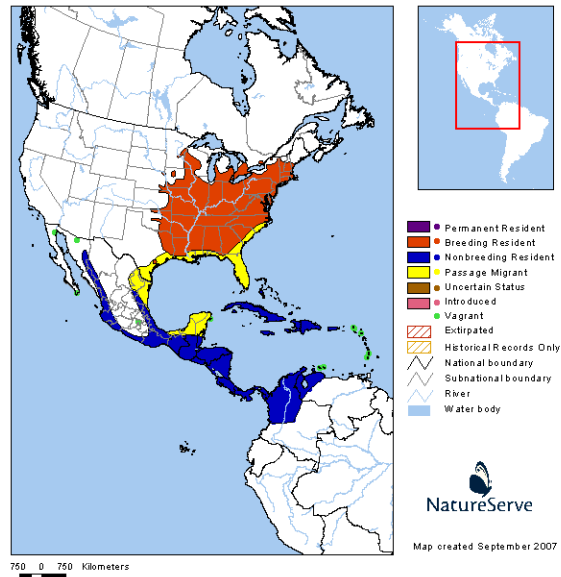 Permanent Resident
Breeding Resident
Nonbreeding Resident
Passage Migrant
Uncertain Status
Introduced
Vagrant
Extirpated
Historical Records Only
National boundary
Subnational boundary
River
Water body
NatureServe
Map created September 2007
750 0 750 Kilometers